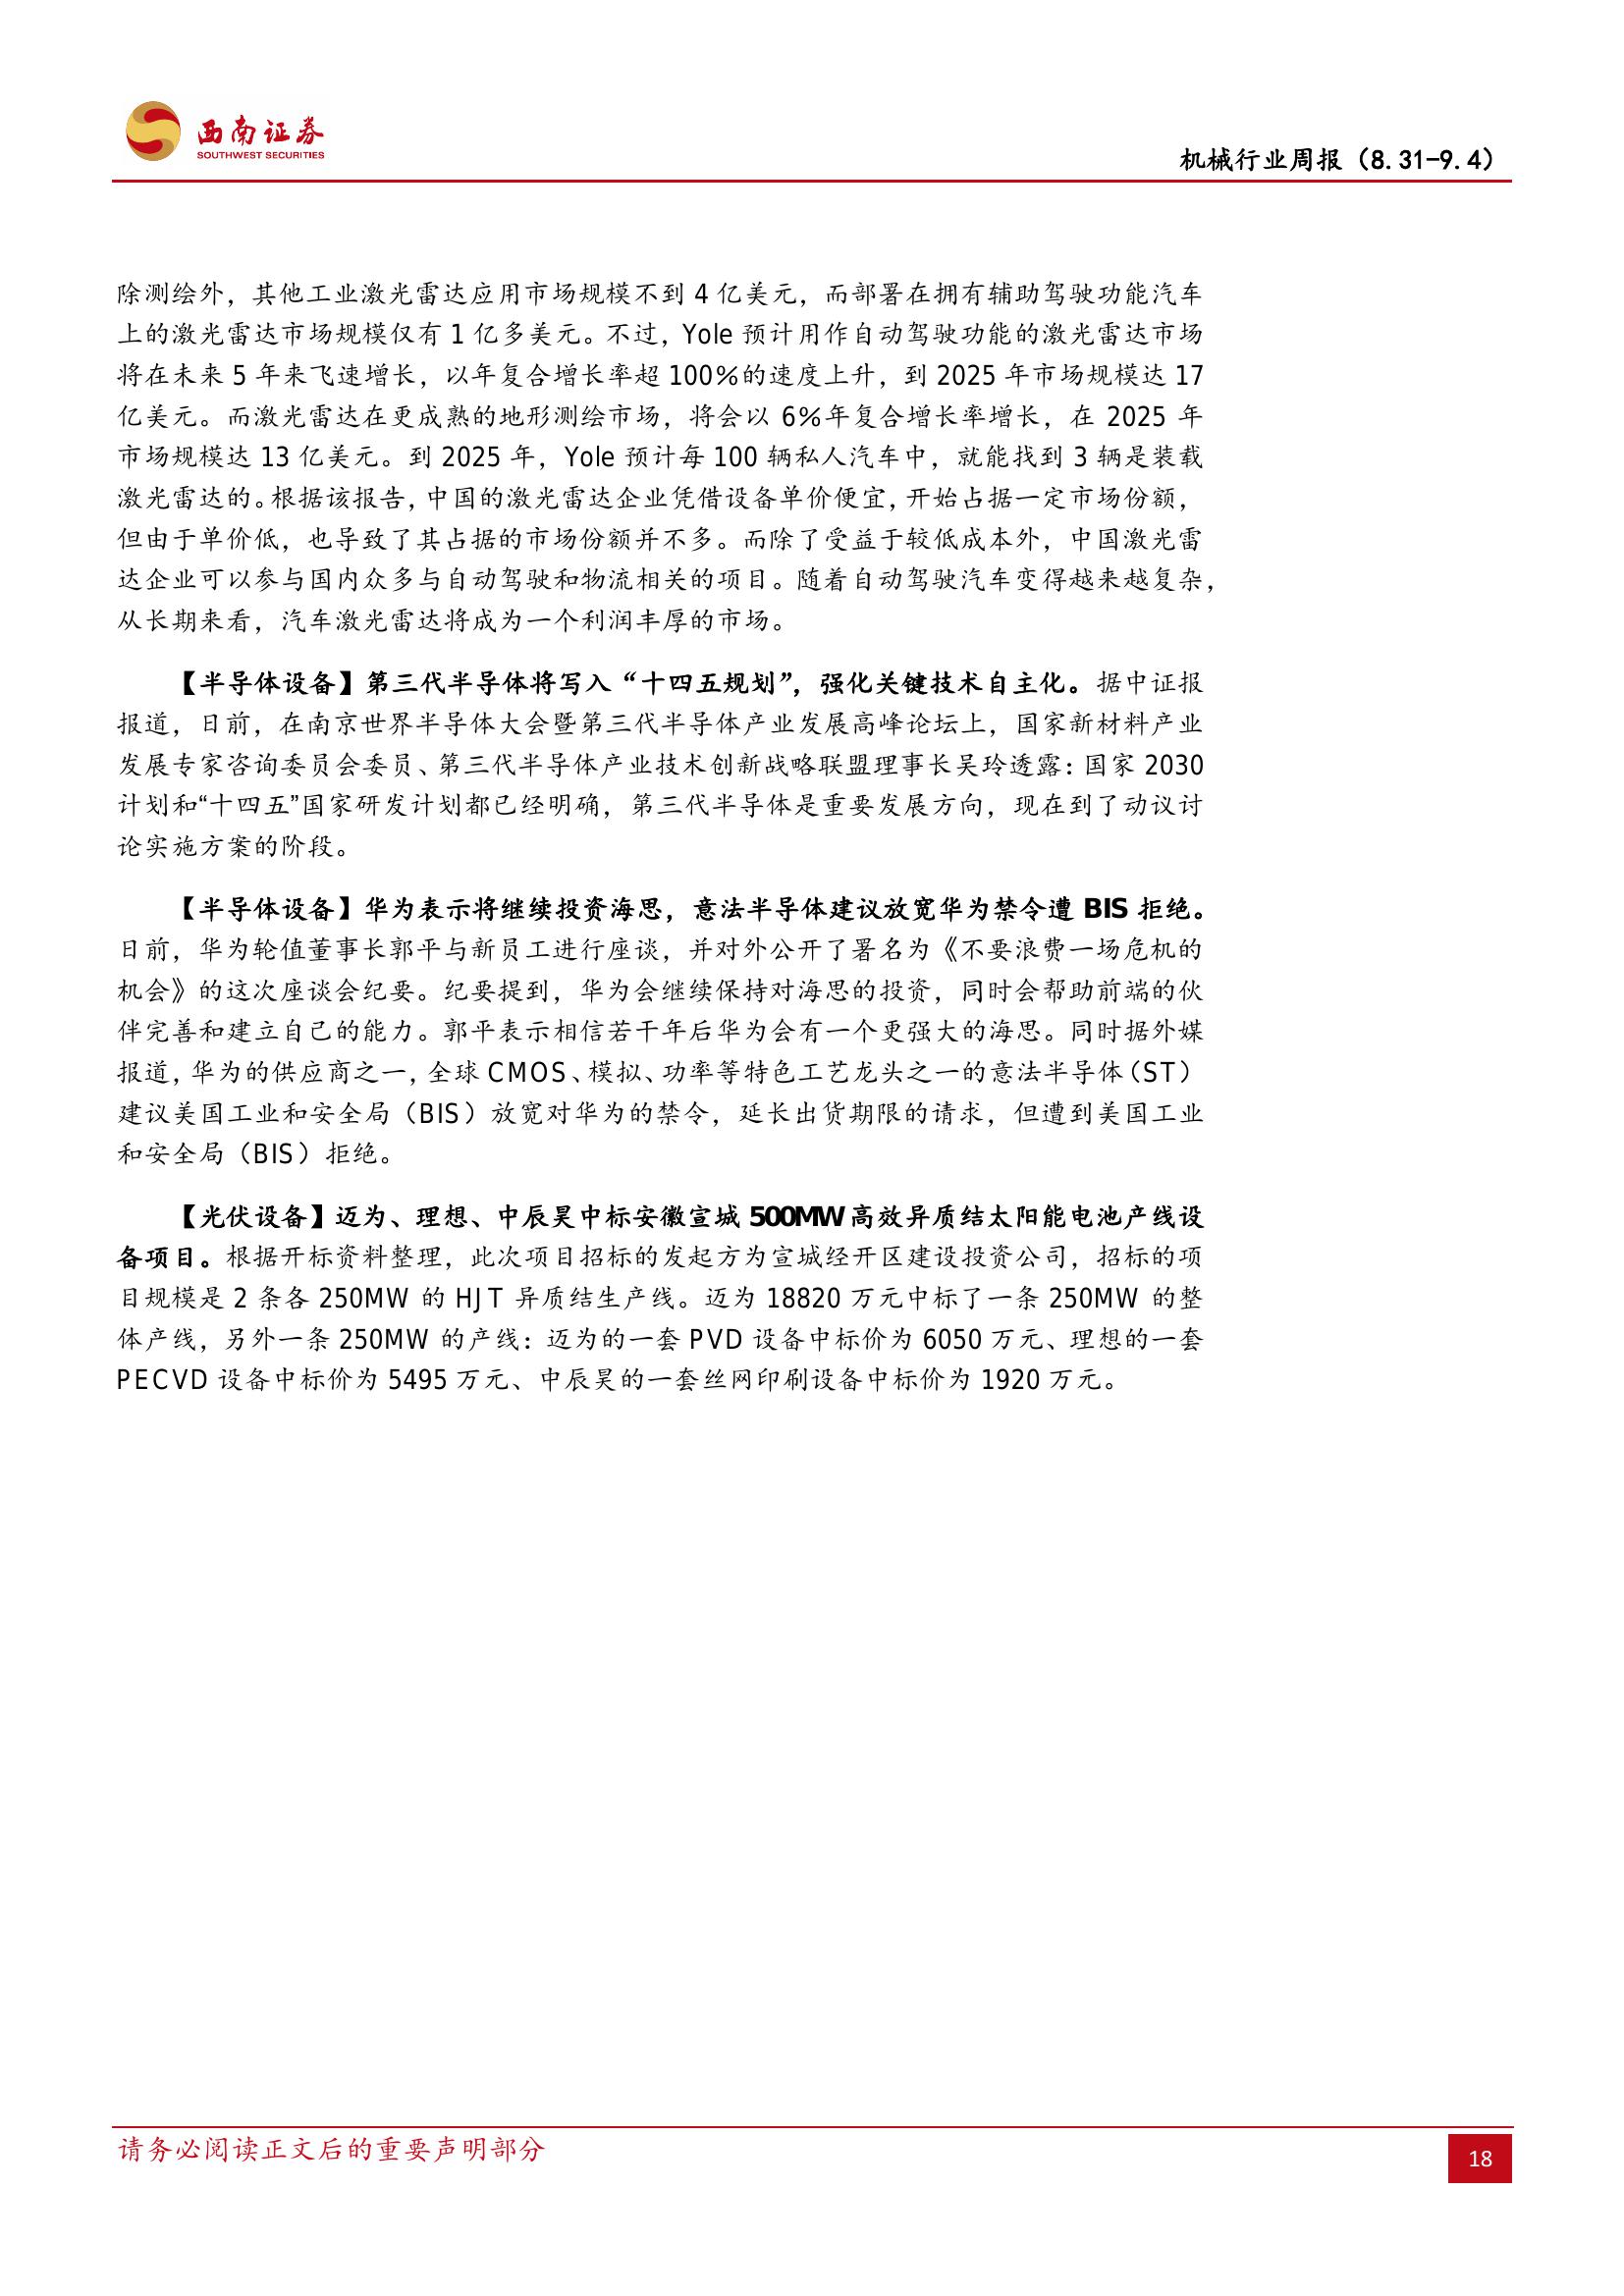 西南证券
SOUTHWEST SECURITIES
机械行业周报（8.31-9.4）
除测绘外，其他工业激光雷达应用市场规模不到 4 亿美元，而部署在拥有辅助驾驶功能汽车
上的激光雷达市场规模仅有 1 亿多美元。不过，Yole 预计用作自动驾驶功能的激光雷达市场
将在未来 5 年来飞速增长，以年复合增长率超 100%的速度上升，到 2025 年市场规模达 17
亿美元。而激光雷达在更成熟的地形测绘市场，将会以 6%年复合增长率增长，在 2025 年
市场规模达 13 亿美元。到 2025 年，Yole 预计每 100 辆私人汽车中，就能找到 3 辆是装载
激光雷达的。根据该报告，中国的激光雷达企业凭借设备单价便宜，开始占据一定市场份额，
但由于单价低，也导致了其占据的市场份额并不多。而除了受益于较低成本外，中国激光雷
达企业可以参与国内众多与自动驾驶和物流相关的项目。随着自动驾驶汽车变得越来越复杂，
从长期来看，汽车激光雷达将成为一个利润丰厚的市场。
【半导体设备】第三代半导体将写入“十四五规划”，强化关键技术自主化。据中证报
报道，日前，在南京世界半导体大会暨第三代半导体产业发展高峰论坛上，国家新材料产业
发展专家咨询委员会委员、第三代半导体产业技术创新战略联盟理事长吴玲透露：国家 2030
计划和“十四五”国家研发计划都已经明确，第三代半导体是重要发展方向，现在到了动议讨
论实施方案的阶段。
【半导体设备】华为表示将继续投资海思，意法半导体建议放宽华为禁令遭 BIS 拒绝。
日前，华为轮值董事长郭平与新员工进行座谈，并对外公开了署名为《不要浪费一场危机的
机会》的这次座谈会纪要。纪要提到，华为会继续保持对海思的投资，同时会帮助前端的伙
伴完善和建立自己的能力。郭平表示相信若干年后华为会有一个更强大的海思。同时据外媒
报道，华为的供应商之一，全球 CMOS、模拟、功率等特色工艺龙头之一的意法半导体（ST）
建议美国工业和安全局（BIS）放宽对华为的禁令，延长出货期限的请求，但遭到美国工业
和安全局（BIS）拒绝。
【光伏设备】迈为、理想、中辰昊中标安徽宣城 500MW 高效异质结太阳能电池产线设
备项目。根据开标资料整理，此次项目招标的发起方为宣城经开区建设投资公司，招标的项
目规模是 2 条各 250MW 的 HJT 异质结生产线。迈为 18820 万元中标了一条 250MW 的整
体产线，另外一条 250MW 的产线：迈为的一套 PVD 设备中标价为 6050 万元、理想的一套
PECVD 设备中标价为 5495 万元、中辰昊的一套丝网印刷设备中标价为 1920 万元。
请务必阅读正文后的重要声明部分
18